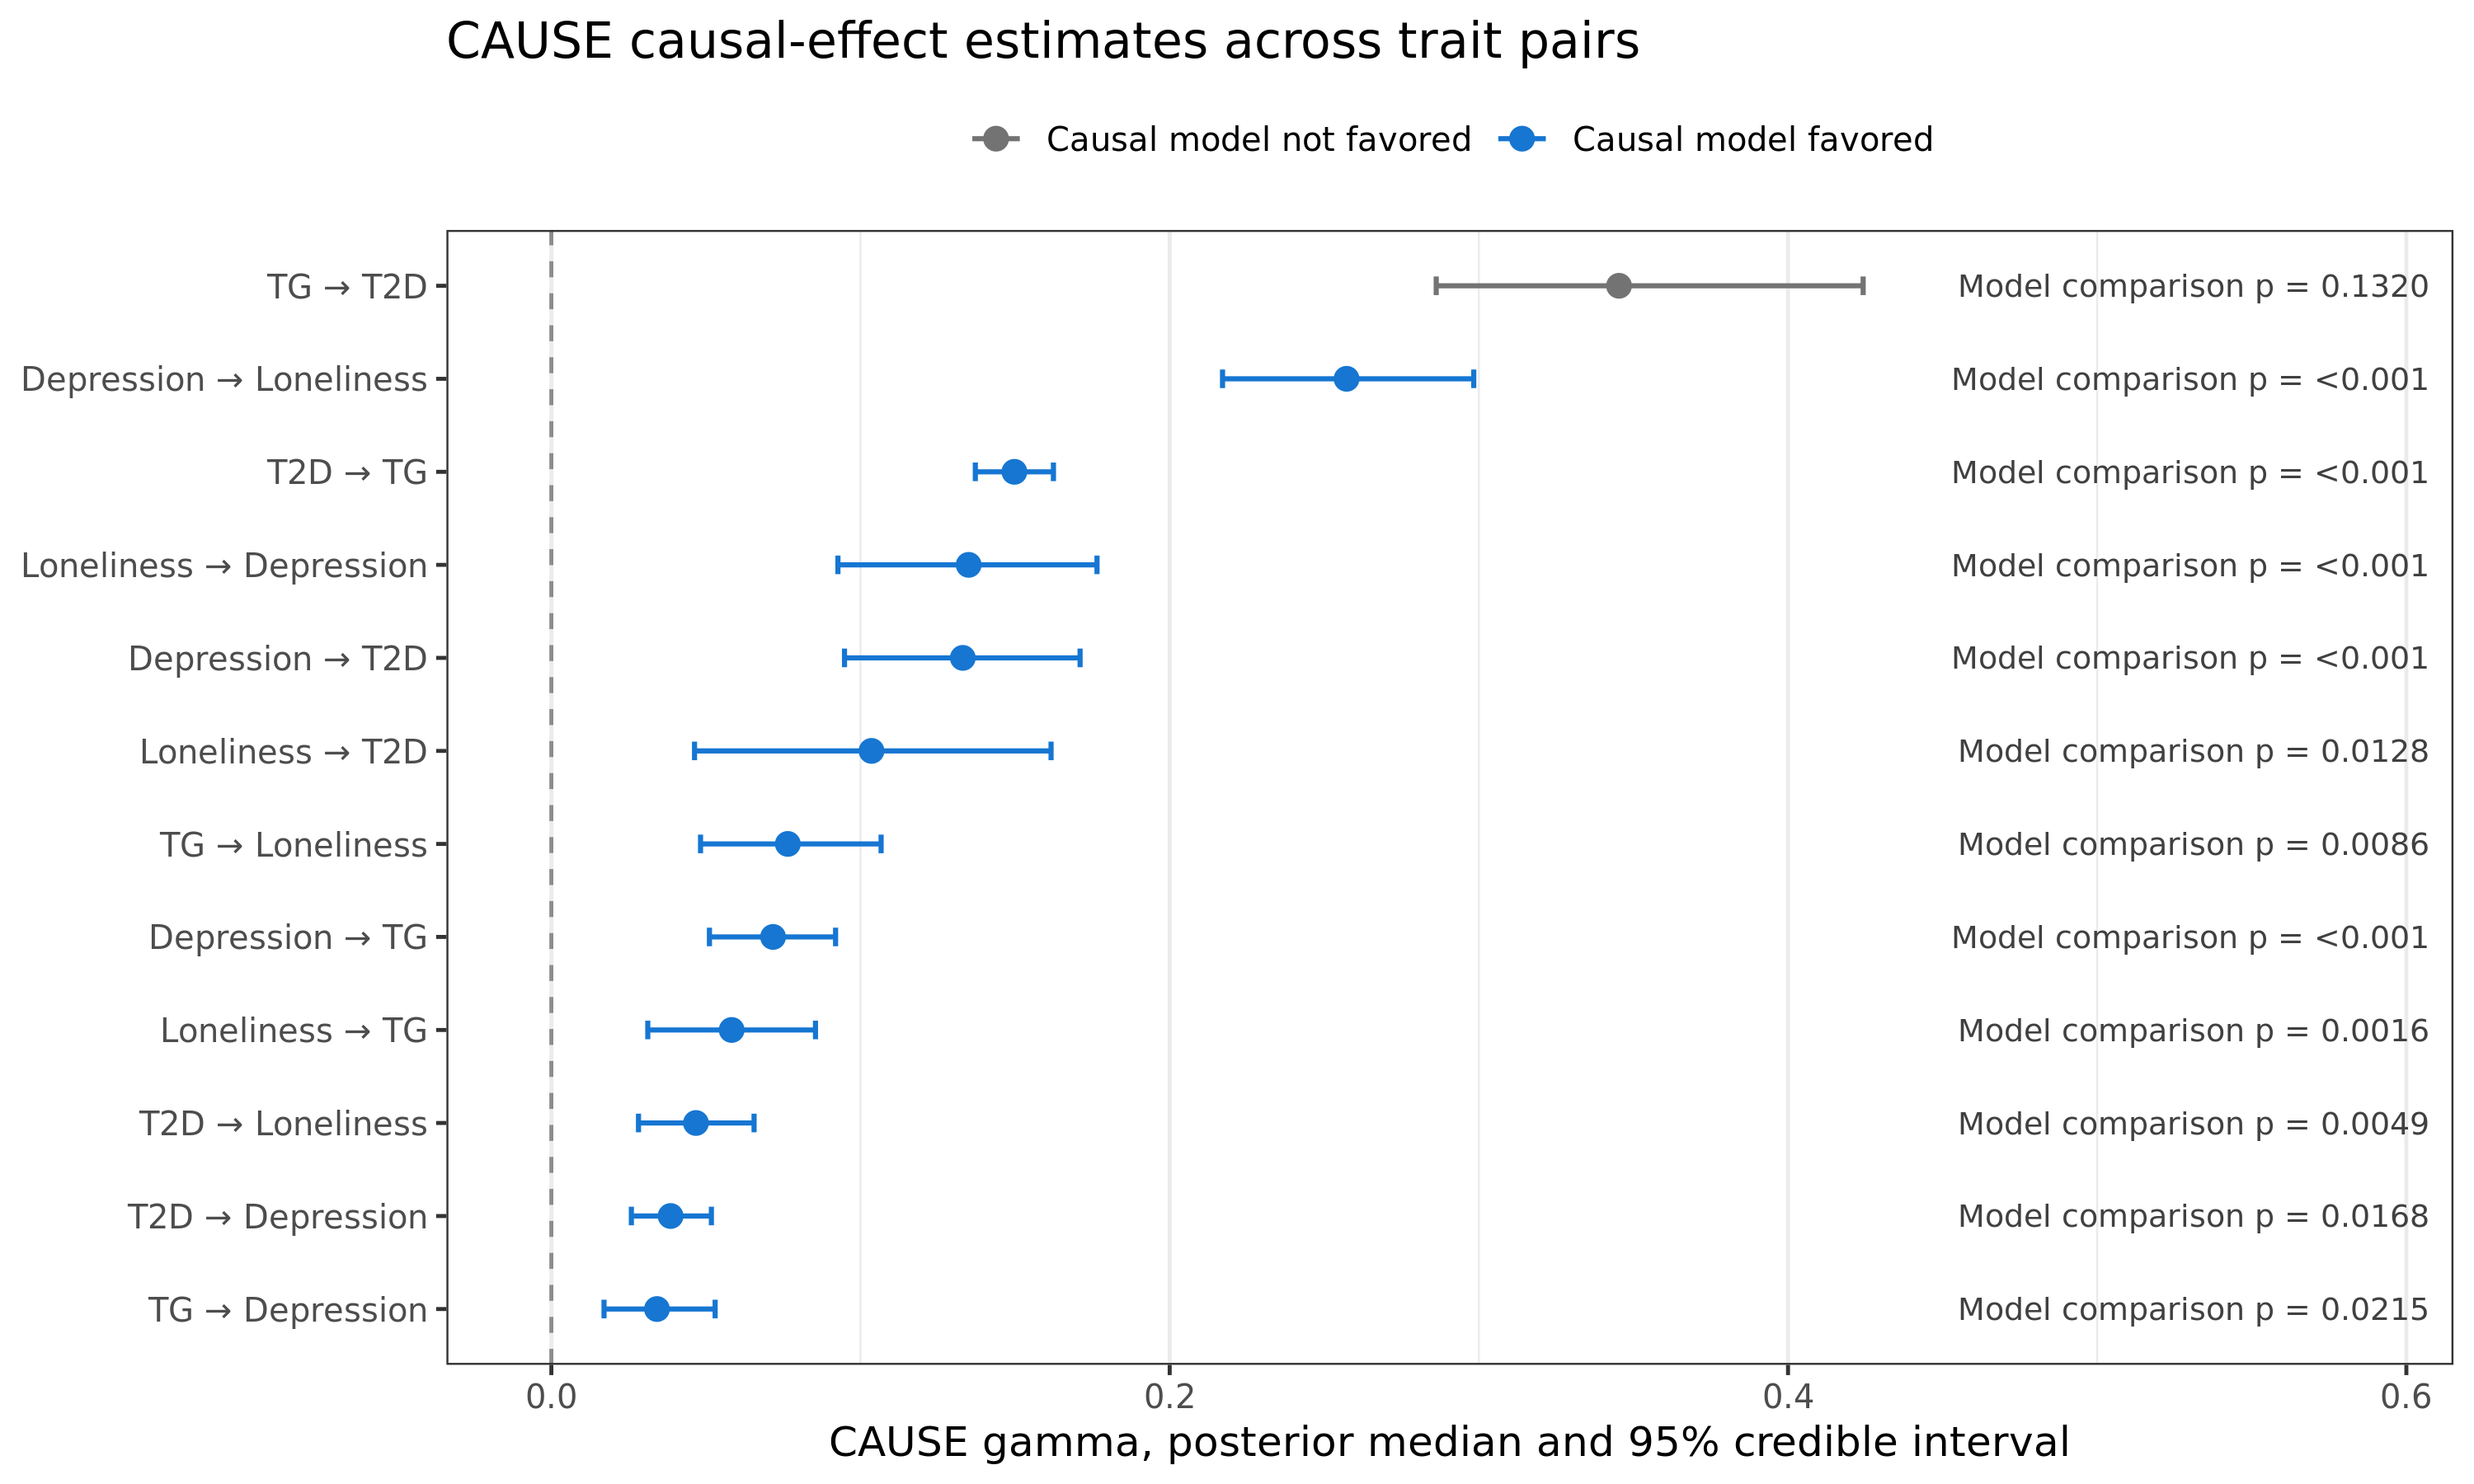 CAUSE causal-effect estimates across trait pairs
Causal model not favored Causal model favored
TG → T2D Model comparison p = 0.1320
Depression → Loneliness Model comparison p = <0.001
T2D → TG Model comparison p = <0.001
Loneliness → Depression Model comparison p = <0.001
Depression → T2D Model comparison p = <0.001
Loneliness → T2D Model comparison p = 0.0128
TG → Loneliness Model comparison p = 0.0086
Depression → TG Model comparison p = <0.001
Loneliness → TG Model comparison p = 0.0016
T2D → Loneliness Model comparison p = 0.0049
T2D → Depression Model comparison p = 0.0168
TG → Depression Model comparison p = 0.0215
0.0 0.2 0.4 0.6
CAUSE gamma, posterior median and 95% credible interval